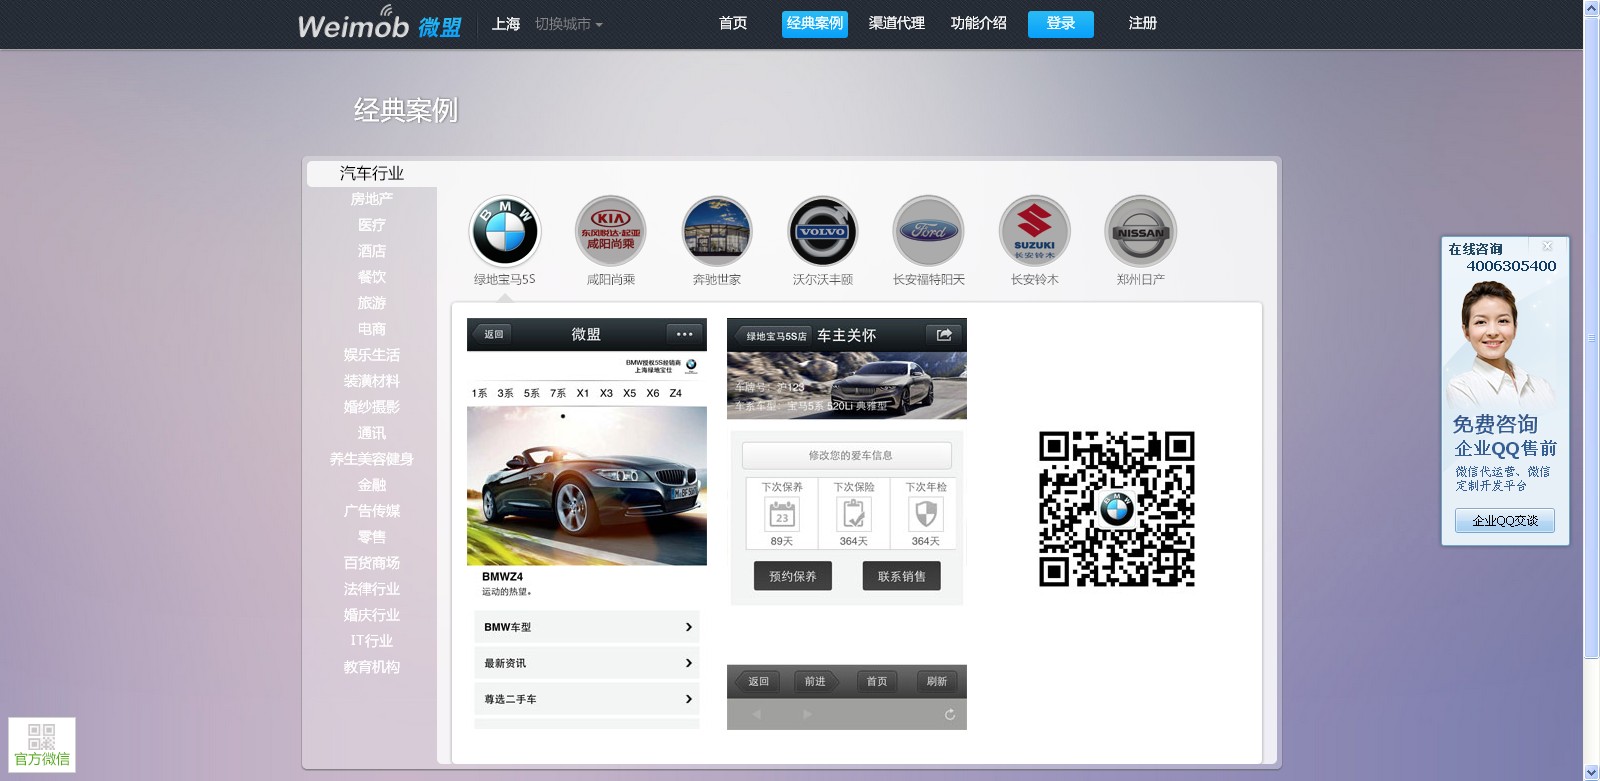 Weimob 微盟
上海 切换城市
首页 经典案例 渠道代理 功能介绍 登录 注册
经典案例
汽车行业
房地产
医疗
酒店
餐饮
旅游
电商
娱乐生活
装潢材料
婚纱摄影
通讯
养生美容健身
金融
广告传媒
零售
百货商场
法律行业
婚庆行业
IT行业
教育机构
BMW
KIA
东风悦达·起亚
咸阳尚乘
VOLVO
Ford
SUZUKI
长安铃木
NISSAN
绿地宝马5S 咸阳尚乘 奔驰世家 沃尔沃丰颐 长安福特阳天 长安铃木 郑州日产
返回 微盟
BMW授权5S经销商
上海绿地宝仕
1系 3系 5系 7系 X1 X3 X5 X6 Z4
BMWZ4
运动的热望。
BMW车型
最新资讯
尊选二手车
绿地宝马5S店 车主关怀
车牌号：沪123
车系车型：宝马5系 520Li 典雅型
修改您的爱车信息
下次保养 下次保险 下次年检
23
89天 364天 364天
预约保养 联系销售
返回 前进 首页 刷新
BMW
在线咨询
4006305400
免费咨询
企业QQ售前
微信代运营、微信
定制开发平台
企业QQ交谈
官方微信